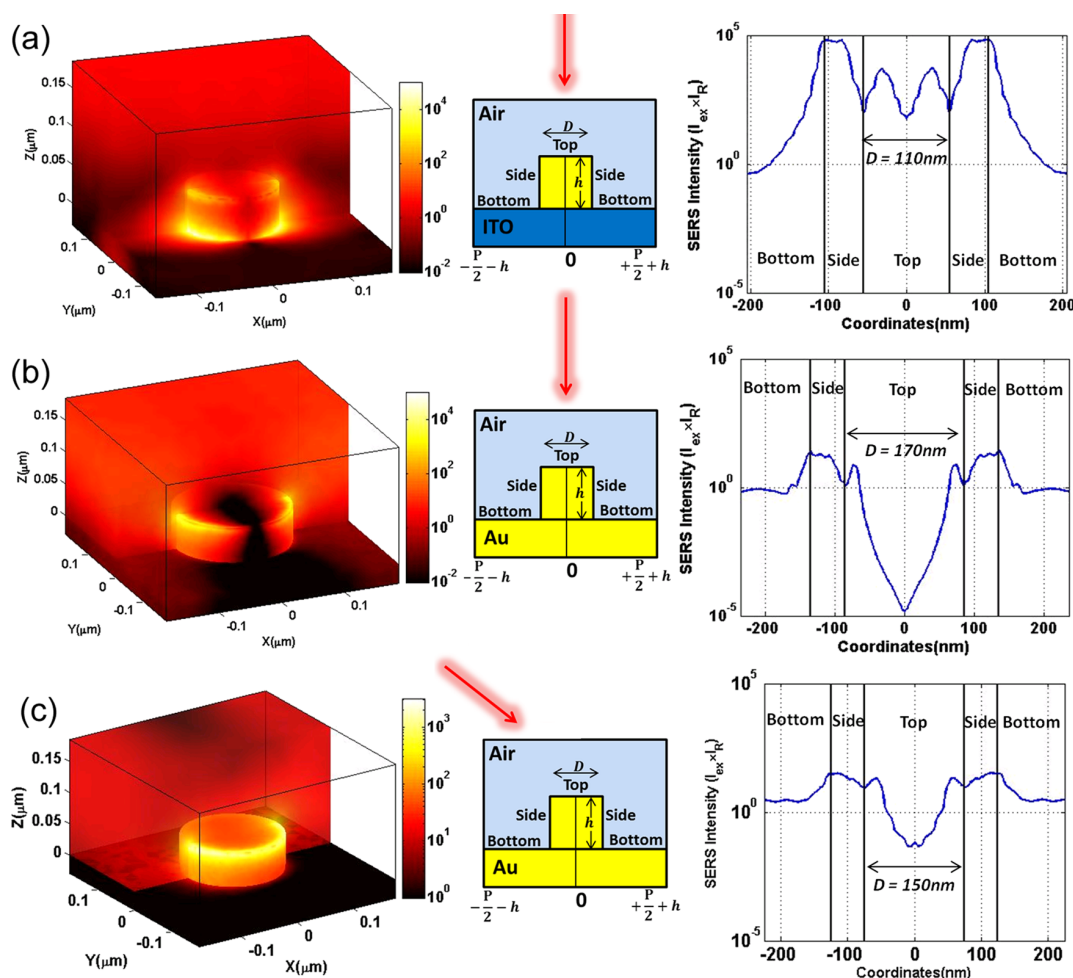 (a)
Z(μm)
0.15
0.1
0.05
0
0.1
0
-0.1
Y(μm)
-0.1
0
0.1
X(μm)
10^4
10^2
10^0
10^-2
Air
D
Top
Side h Side
Bottom Bottom
ITO
-P/2-h 0 +P/2+h
SERS Intensity (I_ex×I_R)
10^5
10^0
10^-5
D = 110nm
Bottom Side Top Side Bottom
-200 -100 0 100 200
Coordinates(nm)
(b)
Z(μm)
0.15
0.1
0.05
0
0.1
0
-0.1
Y(μm)
-0.1
0
0.1
X(μm)
10^4
10^2
10^0
10^-2
Air
D
Top
Side h Side
Bottom Bottom
Au
-P/2-h 0 +P/2+h
SERS Intensity (I_ex×I_R)
10^5
10^0
10^-5
Bottom Side Top Side Bottom
D = 170nm
-200 -100 0 100 200
Coordinates(nm)
(c)
Z(μm)
0.15
0.1
0.05
0
0.1
0
-0.1
Y(μm)
-0.1
0
0.1
X(μm)
10^3
10^2
10^1
10^0
Air
D
Top
Side h Side
Bottom Bottom
Au
-P/2-h 0 +P/2+h
SERS Intensity (I_ex×I_R)
10^5
10^0
10^-5
Bottom Side Top Side Bottom
D = 150nm
-200 -100 0 100 200
Coordinates(nm)